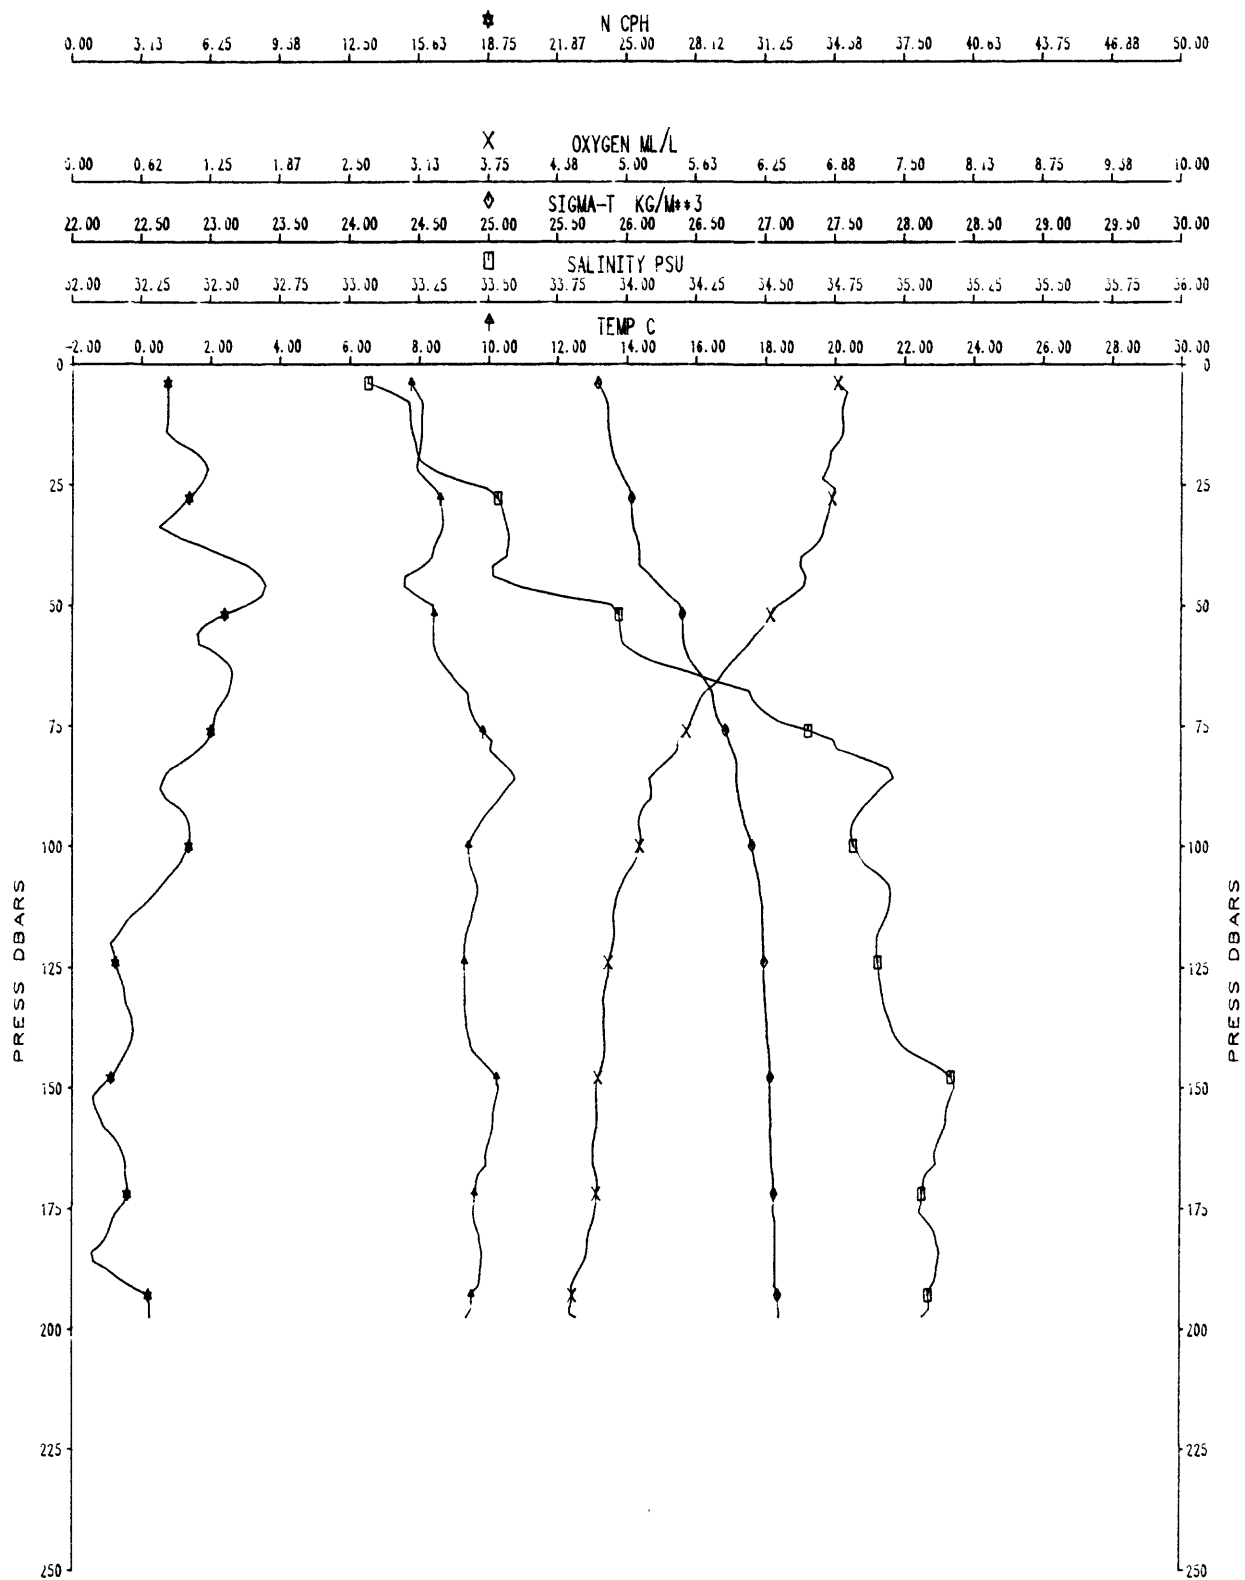 N CPH
0.00 3.13 6.25 9.38 12.50 15.63 18.75 21.87 25.00 28.12 31.25 34.38 37.50 40.63 43.75 46.88 50.00
OXYGEN ML/L
0.00 0.62 1.25 1.87 2.50 3.13 3.75 4.38 5.00 5.63 6.25 6.88 7.50 8.13 8.75 9.38 10.00
SIGMA-T KG/M**3
22.00 22.50 23.00 23.50 24.00 24.50 25.00 25.50 26.00 26.50 27.00 27.50 28.00 28.50 29.00 29.50 30.00
SALINITY PSU
32.00 32.25 32.50 32.75 33.00 33.25 33.50 33.75 34.00 34.25 34.50 34.75 35.00 35.25 35.50 35.75 36.00
TEMP C
-2.00 0.00 2.00 4.00 6.00 8.00 10.00 12.00 14.00 16.00 18.00 20.00 22.00 24.00 26.00 28.00 30.00
0 0
25 25
50 50
75 75
100 100
PRESS DBARS PRESS DBARS
125 125
150 150
175 175
200 200
225 225
250 250